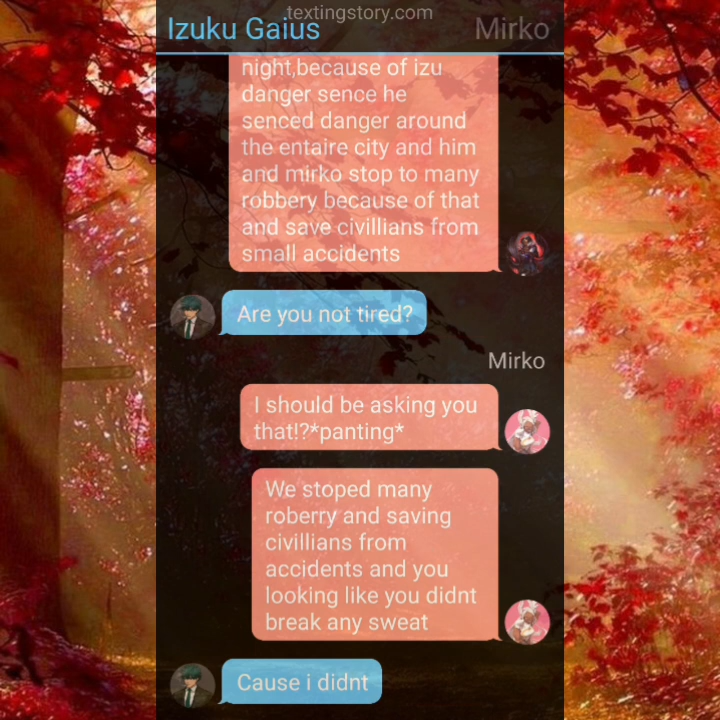 textingstory.com
Izuku Gaius
Mirko
night,because of izu
danger sence he
senced danger around
the entaire city and him
and mirko stop to many
robbery because of that
and save civillians from
small accidents
Are you not tired?
Mirko
I should be asking you
that!?*panting*
We stoped many
roberry and saving
civillians from
accidents and you
looking like you didnt
break any sweat
Cause i didnt